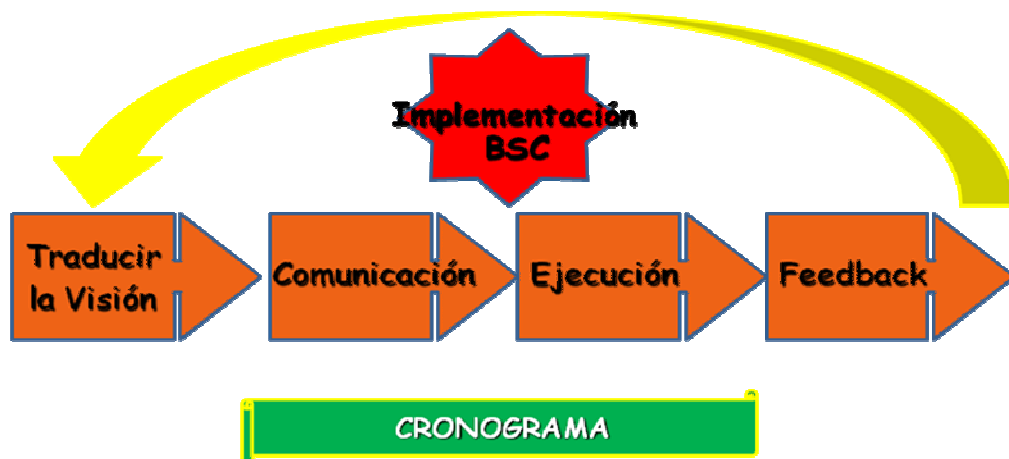 Implementación
BSC
Traducir
la Visión
Comunicación
Ejecución
Feedback
CRONOGRAMA